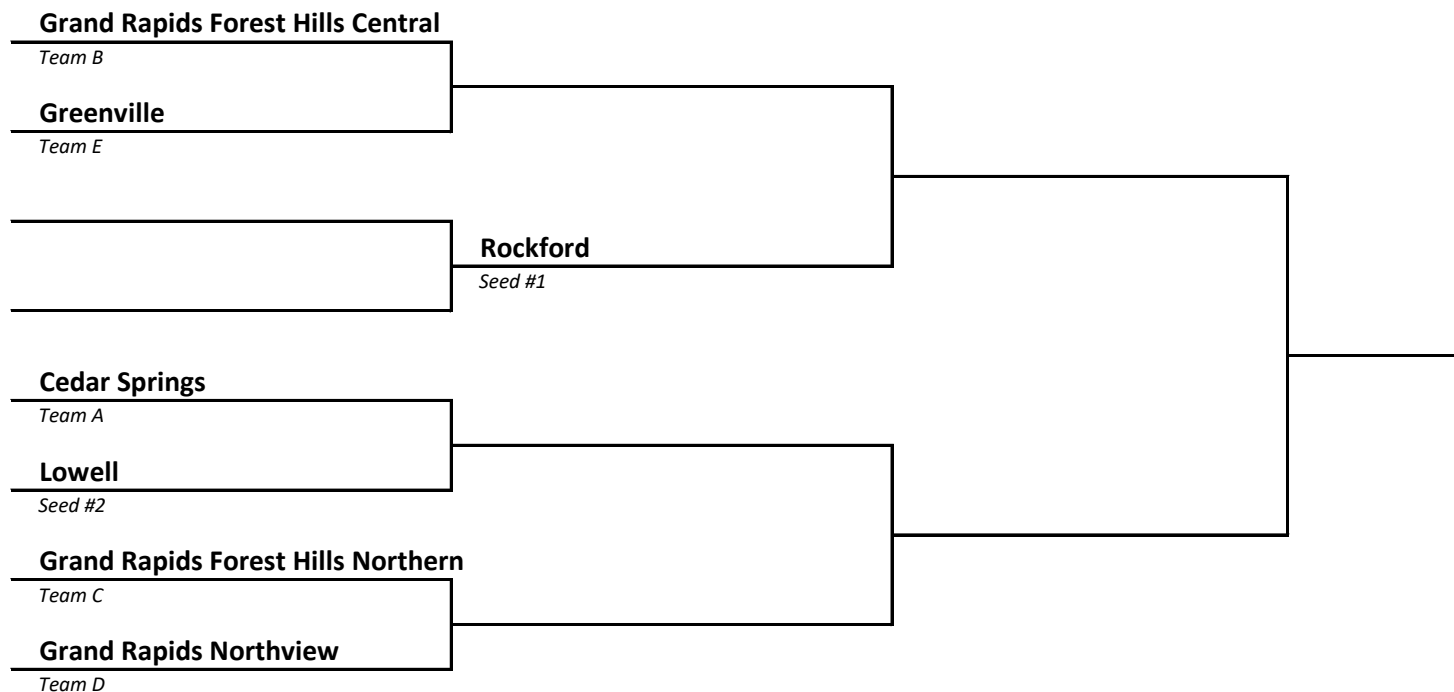 Grand Rapids Forest Hills Central
Team B
Greenville
Team E
Rockford
Seed #1
Cedar Springs
Team A
Lowell
Seed #2
Grand Rapids Forest Hills Northern
Team C
Grand Rapids Northview
Team D